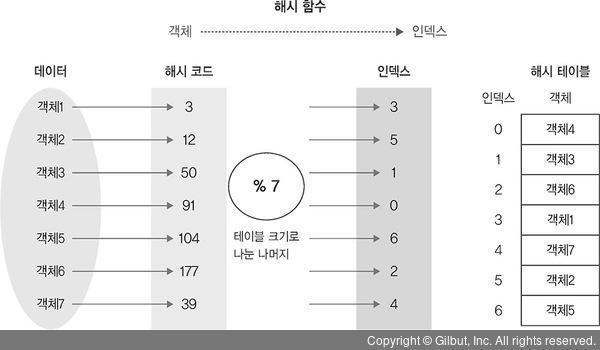 해시 함수
객체 인덱스
데이터 해시 코드 인덱스 해시 테이블
인덱스 객체
객체1 3 3
객체2 12 5
객체3 50 1
객체4 91 0
객체5 104 6
객체6 177 2
객체7 39 4
% 7
테이블 크기로
나눈 나머지
0 객체4
1 객체3
2 객체6
3 객체1
4 객체7
5 객체2
6 객체5
Copyright © Gilbut, Inc. All rights reserved.